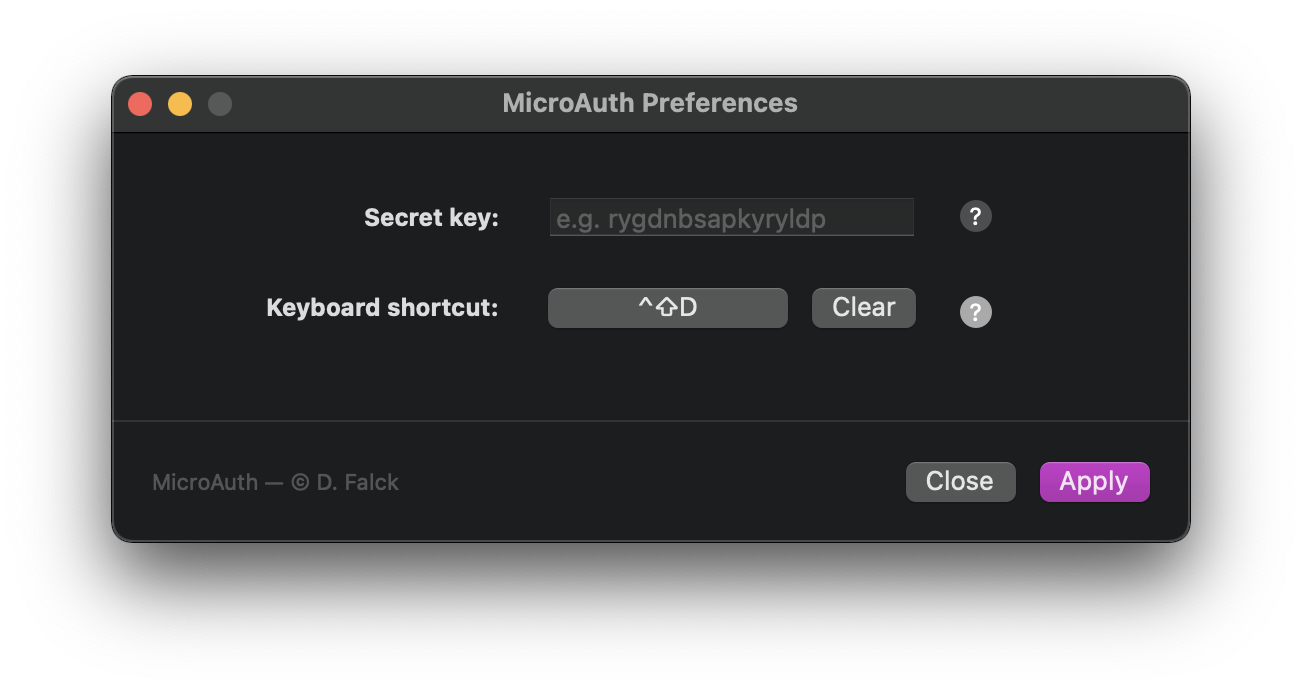 MicroAuth Preferences
Secret key: e.g. rygdnbsapkyryldp ?
Keyboard shortcut: ^⇧D Clear ?
MicroAuth — © D. Falck Close Apply